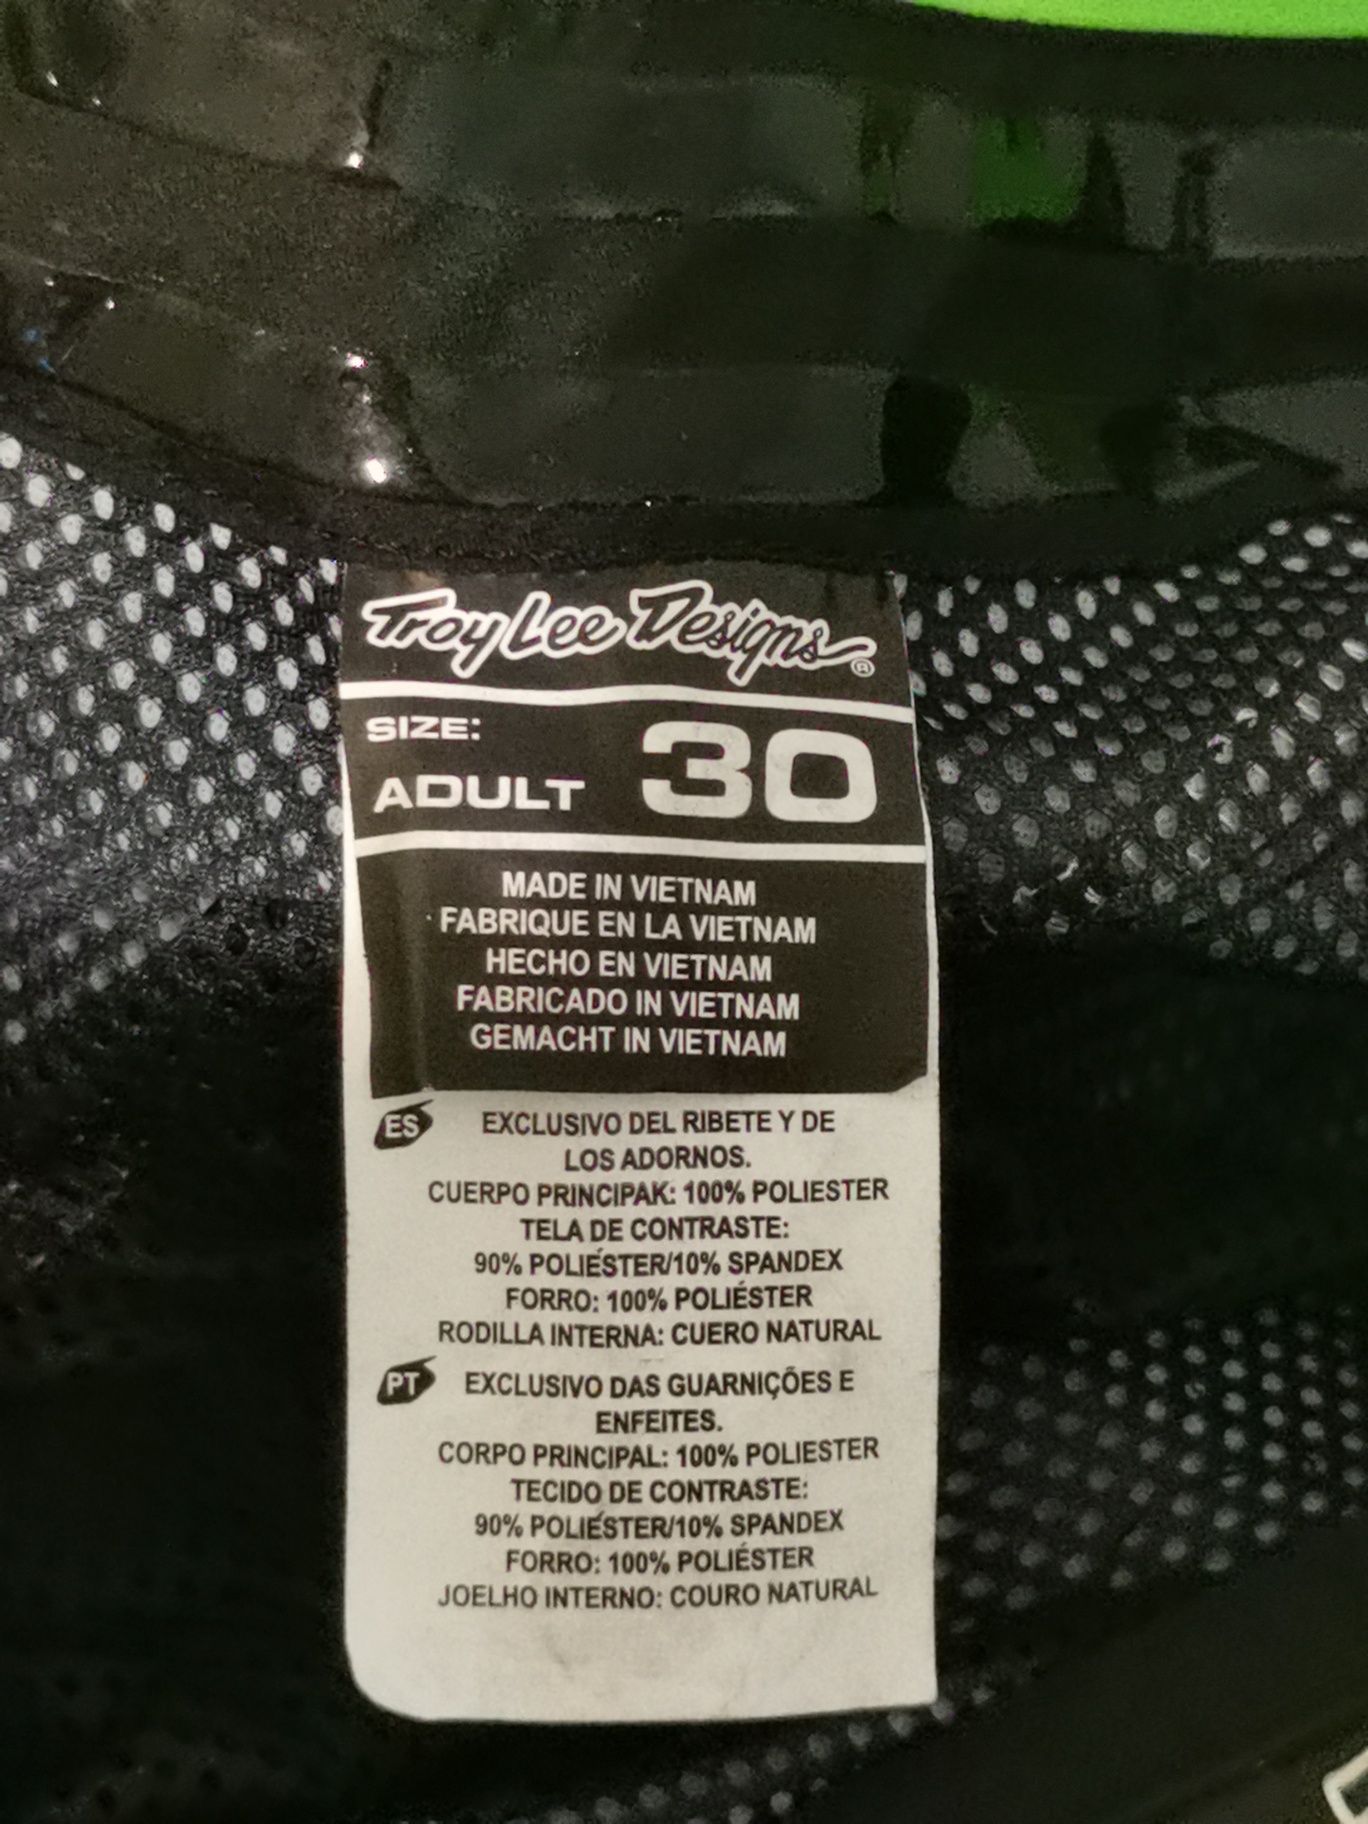 Troy Lee Designs®
SIZE:
ADULT 30
MADE IN VIETNAM
FABRIQUE EN LA VIETNAM
HECHO EN VIETNAM
FABRICADO IN VIETNAM
GEMACHT IN VIETNAM
ES EXCLUSIVO DEL RIBETE Y DE
LOS ADORNOS.
CUERPO PRINCIPAK: 100% POLIESTER
TELA DE CONTRASTE:
90% POLIÉSTER/10% SPANDEX
FORRO: 100% POLIÉSTER
RODILLA INTERNA: CUERO NATURAL
PT EXCLUSIVO DAS GUARNIÇÕES E
ENFEITES.
CORPO PRINCIPAL: 100% POLIESTER
TECIDO DE CONTRASTE:
90% POLIÉSTER/10% SPANDEX
FORRO: 100% POLIÉSTER
JOELHO INTERNO: COURO NATURAL